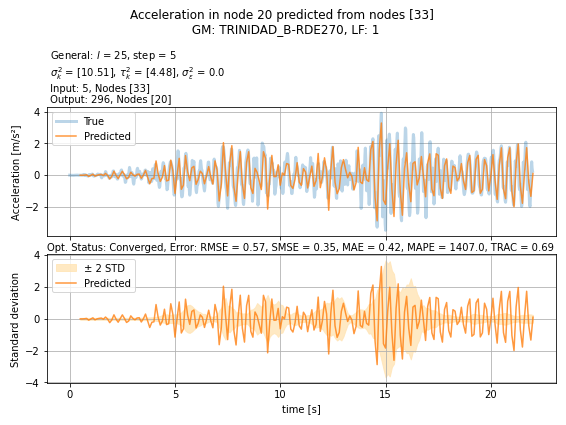 Acceleration in node 20 predicted from nodes [33]
GM: TRINIDAD_B-RDE270, LF: 1
General: l = 25, step = 5
σ²ₖ = [10.51], τ²ₖ = [4.48], σ²ε = 0.0
Input: 5, Nodes [33]
Output: 296, Nodes [20]
True
Predicted
Acceleration [m/s²]
4
2
0
−2
Opt. Status: Converged, Error: RMSE = 0.57, SMSE = 0.35, MAE = 0.42, MAPE = 1407.0, TRAC = 0.69
± 2 STD
Predicted
Standard deviation
4
2
0
−2
−4
0 5 10 15 20
time [s]